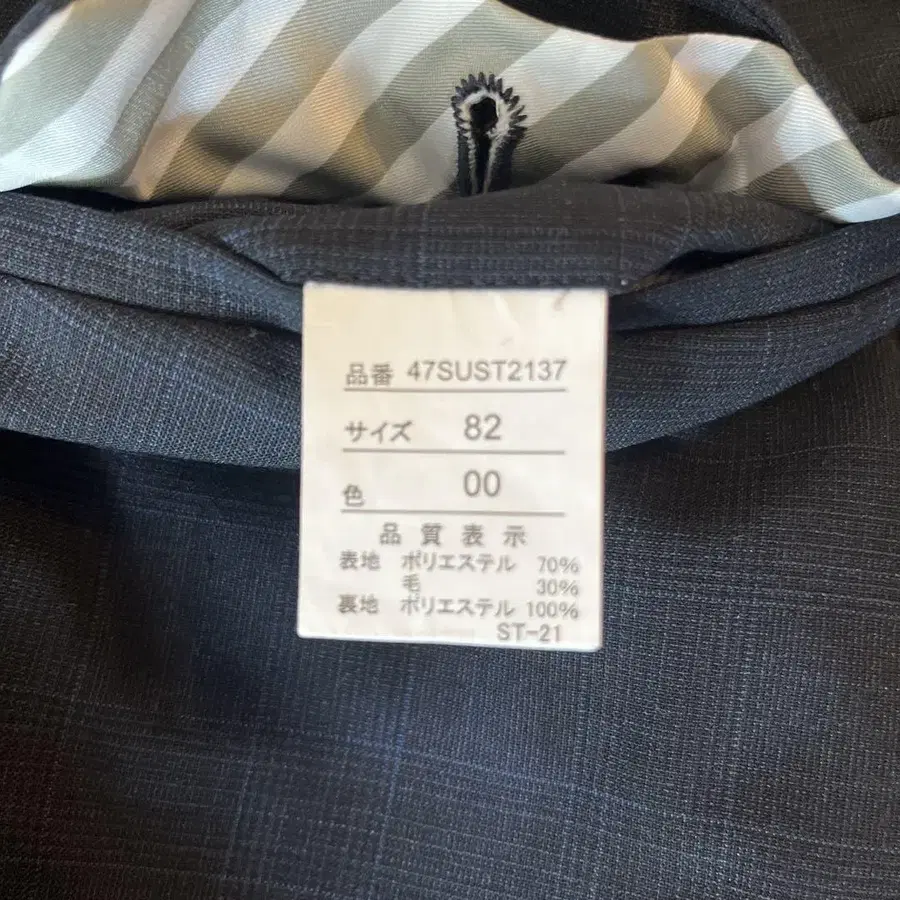 品番 47SUST2137
サイズ 82
色 00
品質表示
表地 ポリエステル 70%
毛 30%
裏地 ポリエステル 100%
ST-21